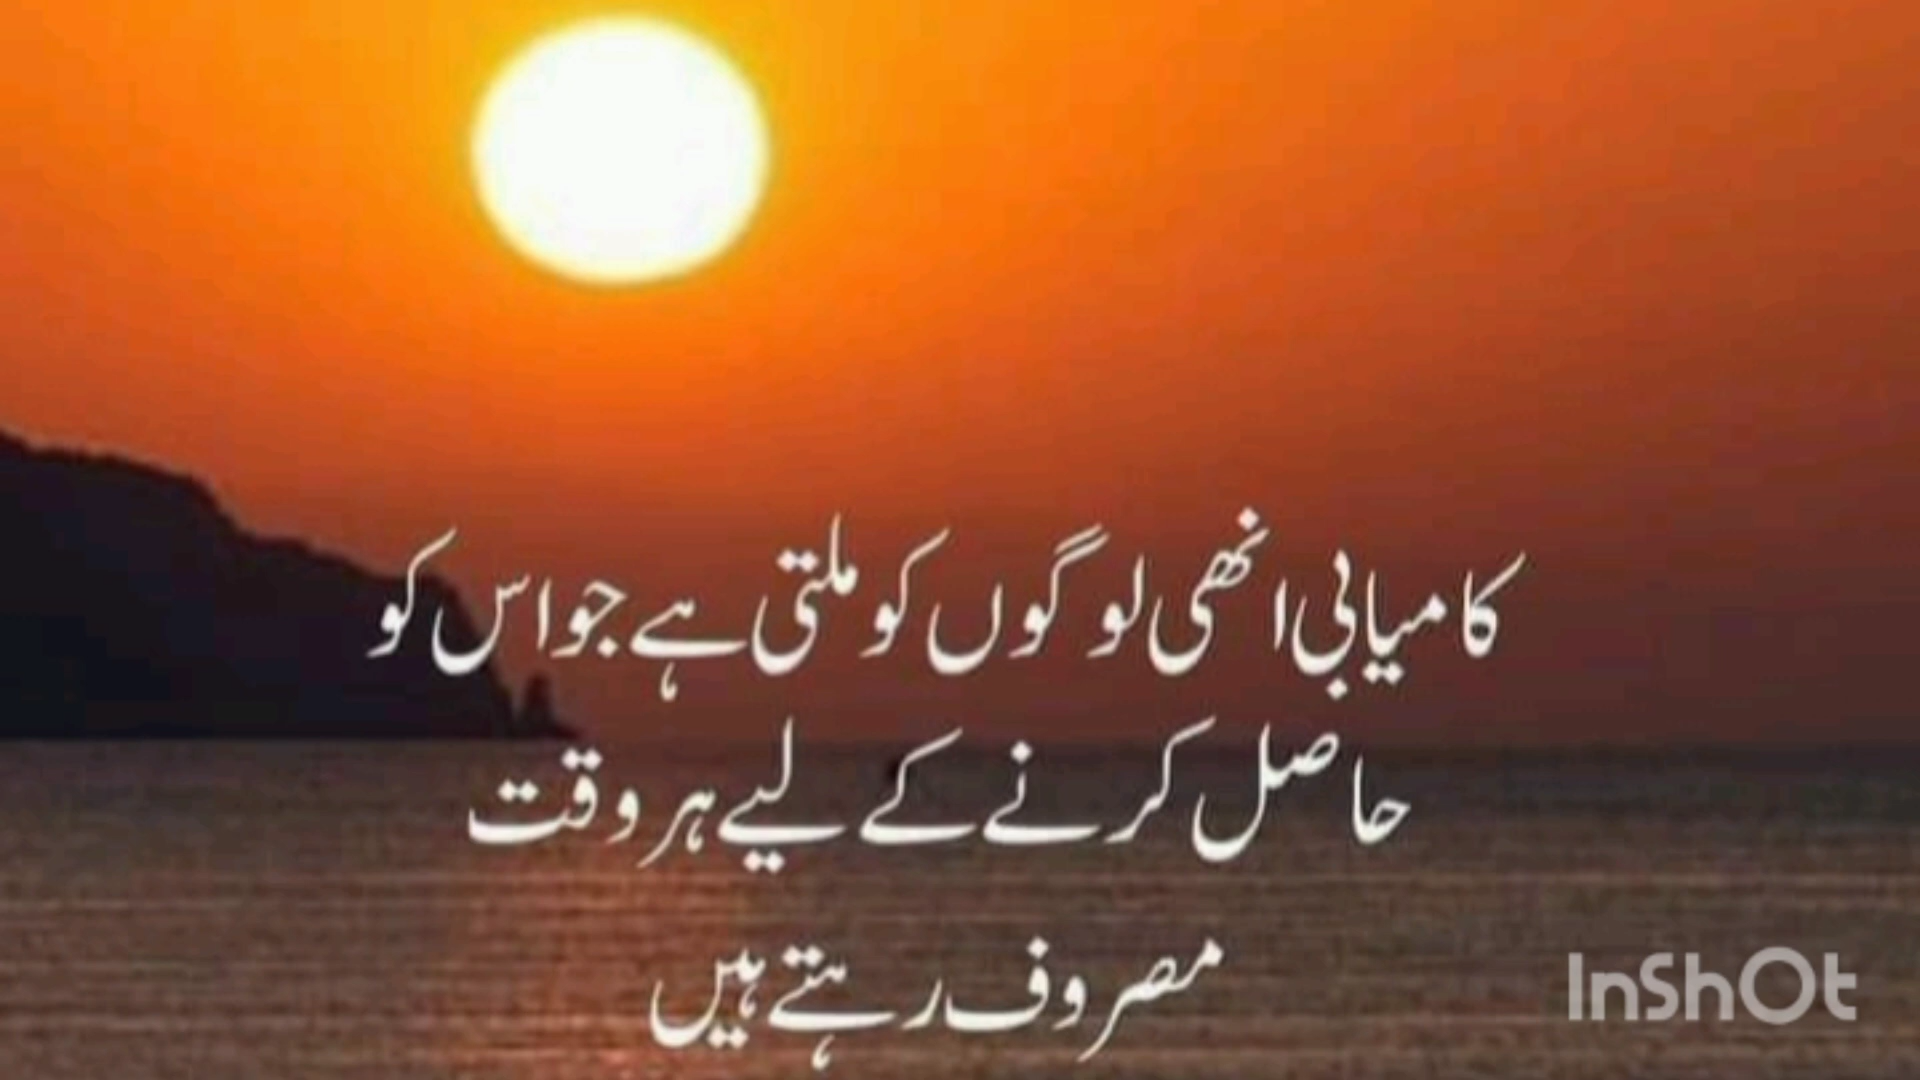 کامیابی انھی لوگوں کو ملتی ہے جو اس کو
حاصل کرنے کے لیے ہر وقت
مصروف رہتے ہیں
InShOt